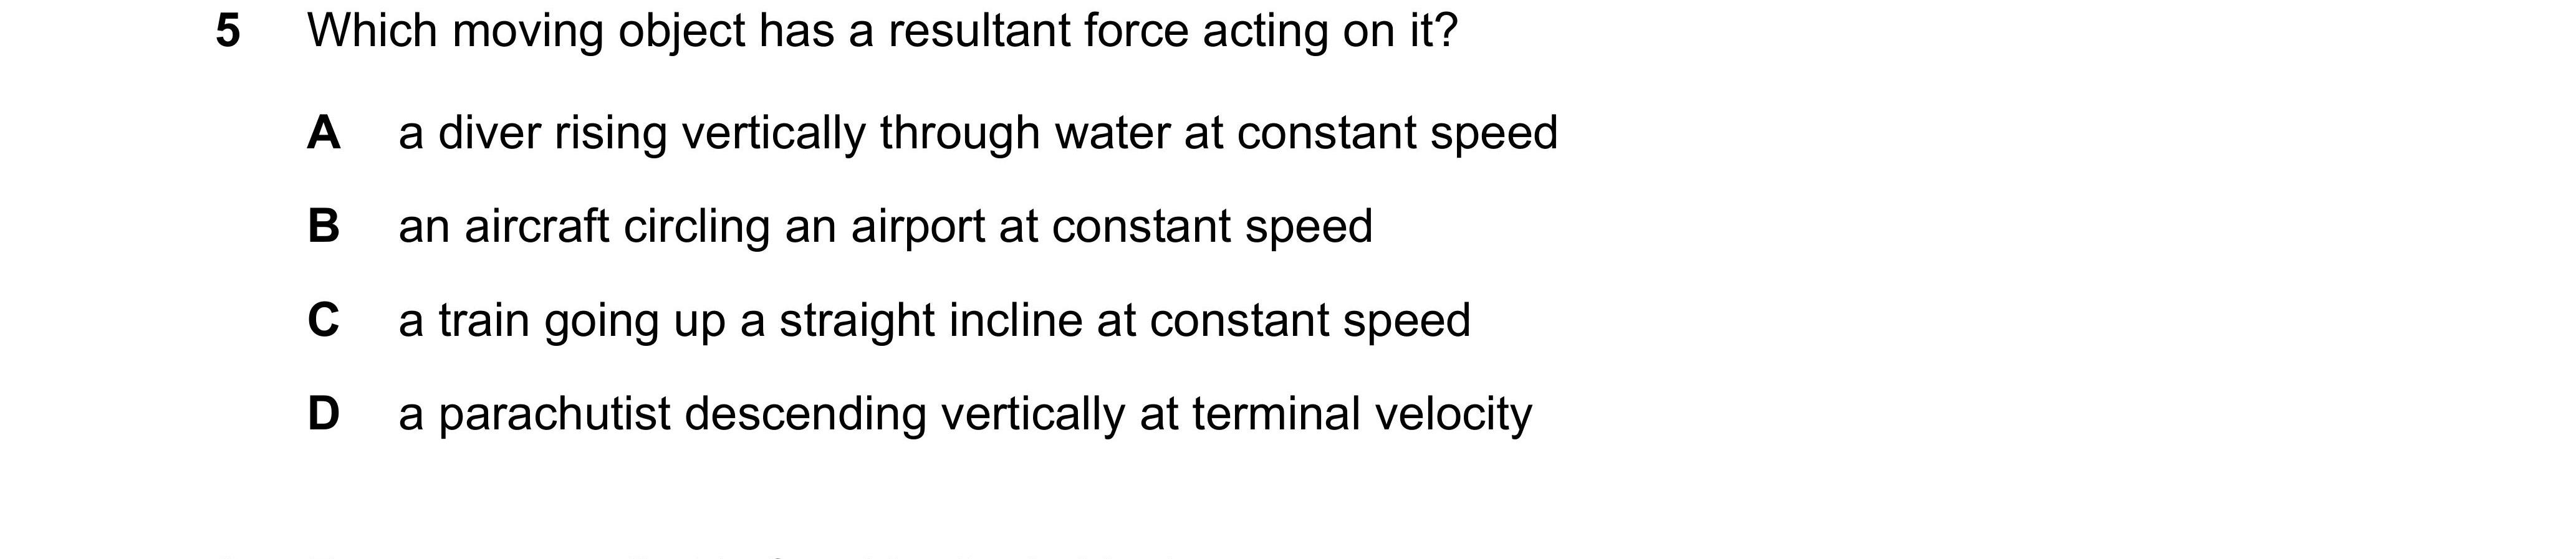 5 Which moving object has a resultant force acting on it?
A a diver rising vertically through water at constant speed
B an aircraft circling an airport at constant speed
C a train going up a straight incline at constant speed
D a parachutist descending vertically at terminal velocity